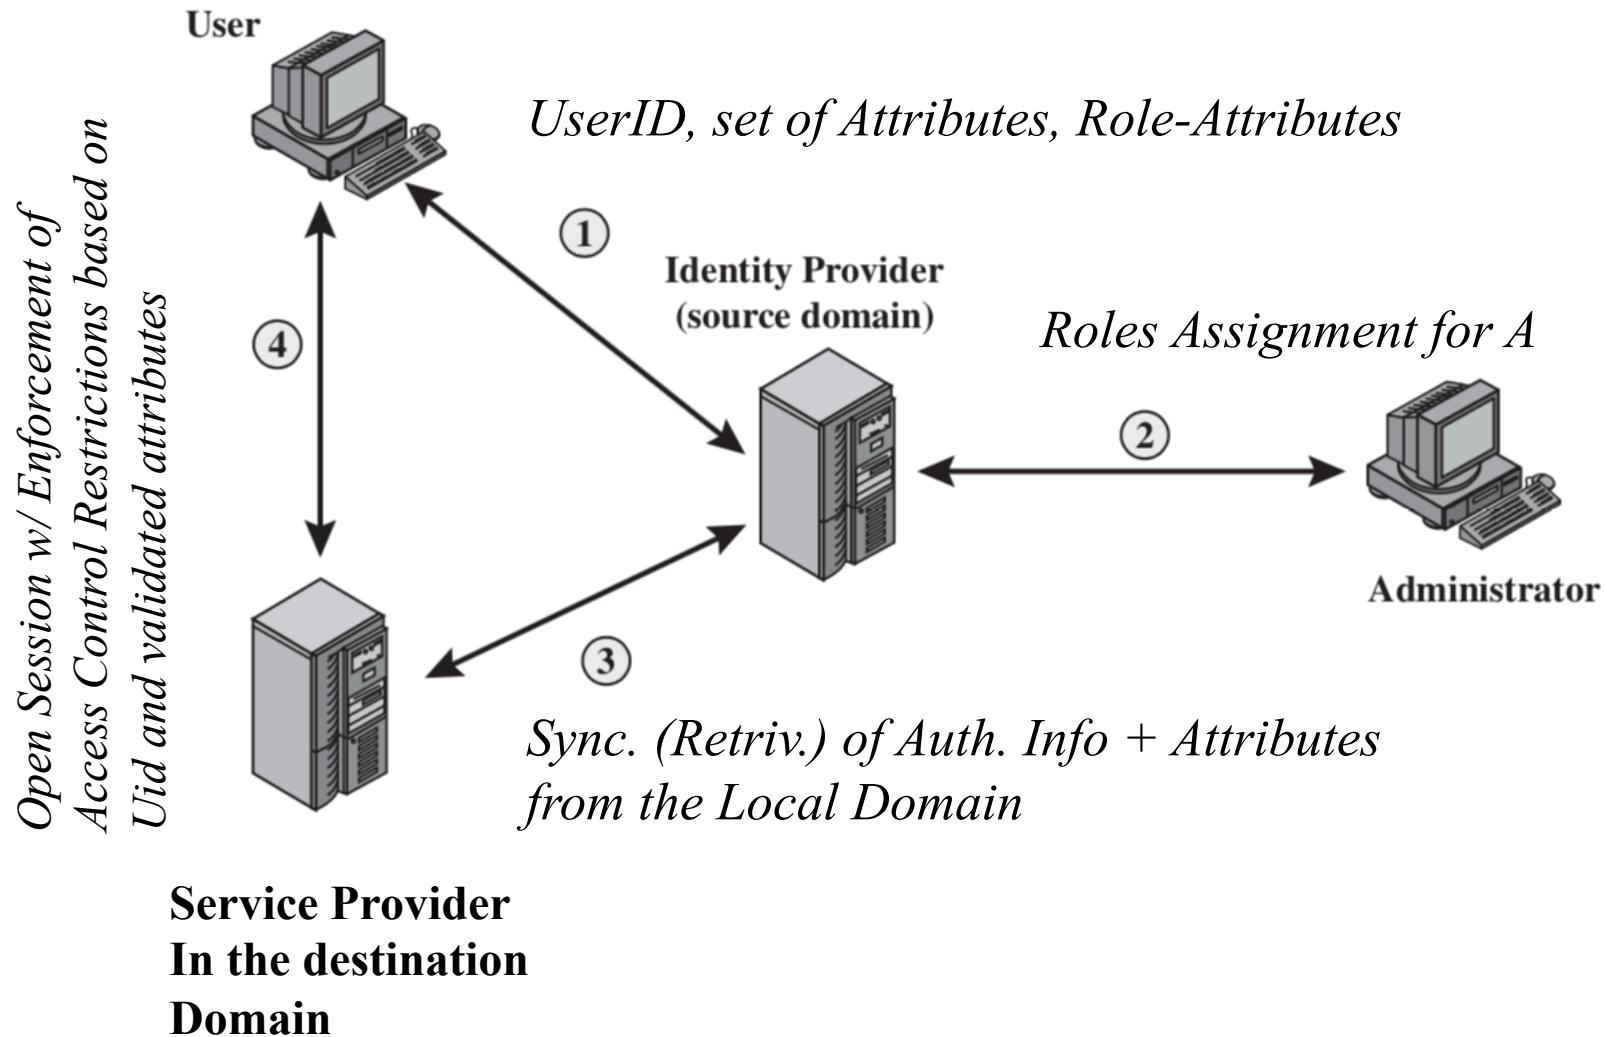 User
UserID, set of Attributes, Role-Attributes
1
Identity Provider
(source domain)
Roles Assignment for A
2
Administrator
4
Open Session w/ Enforcement of
Access Control Restrictions based on
Uid and validated attributes
3
Sync. (Retriv.) of Auth. Info + Attributes
from the Local Domain
Service Provider
In the destination
Domain